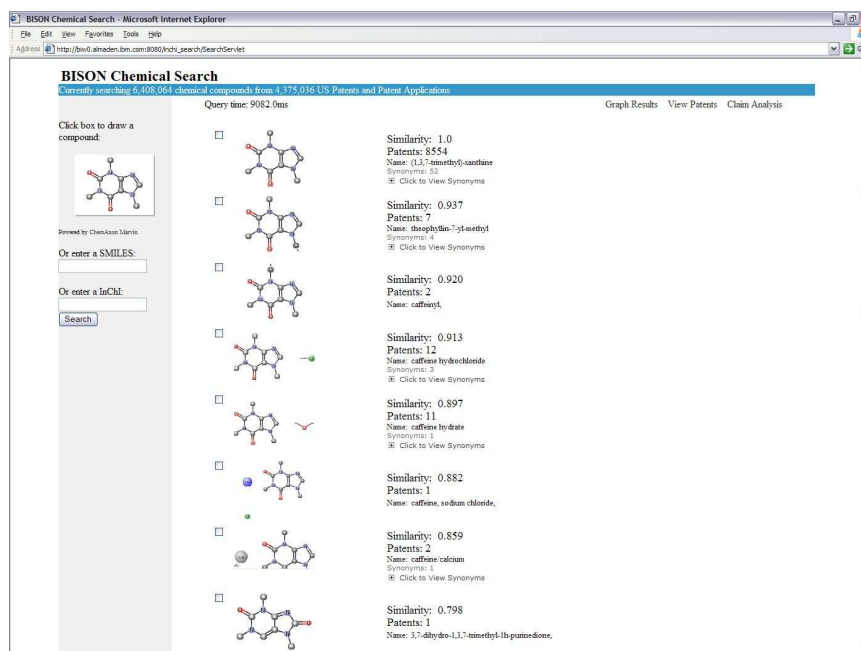 BISON Chemical Search - Microsoft Internet Explorer
File Edit View Favorites Tools Help
Address http://biw0.almaden.ibm.com:8080/inchi_search/SearchServlet
BISON Chemical Search
Currently searching 6,408,064 chemical compounds from 4,375,036 US Patents and Patent Applications
Query time: 9082.0ms
Graph Results View Patents Claim Analysis
Click box to draw a
compound:
Powered by ChemAxon Marvin
Or enter a SMILES:
Or enter a InChI:
Search
Similarity: 1.0
Patents: 8554
Name: (1,3,7-trimethyl)-xanthine
Synonyms: 52
Click to View Synonyms
Similarity: 0.937
Patents: 7
Name: theophyllin-7-yl-methyl
Synonyms: 4
Click to View Synonyms
Similarity: 0.920
Patents: 2
Name: caffeinyl,
Similarity: 0.913
Patents: 12
Name: caffeine hydrochloride
Synonyms: 3
Click to View Synonyms
Similarity: 0.897
Patents: 11
Name: caffeine hydrate
Synonyms: 1
Click to View Synonyms
Similarity: 0.882
Patents: 1
Name: caffeine, sodium chloride,
Similarity: 0.859
Patents: 2
Name: caffeine/calcium
Synonyms: 1
Click to View Synonyms
Similarity: 0.798
Patents: 1
Name: 3,7-dihydro-1,3,7-trimethyl-1h-purinedione,